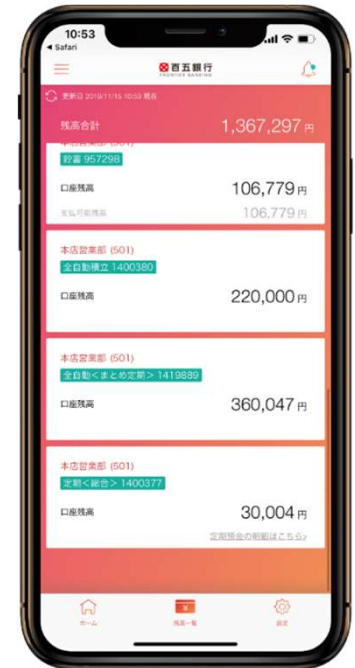 10:53
◀ Safari
百五銀行
FRONTIER BANKING
更新日 2019/11/15 10:53 現在
残高合計 1,367,297 円
本店営業部 (501)
貯蓄 957298
口座残高 106,779 円
支払可能残高 106,779 円
本店営業部 (501)
全自動積立 1400380
口座残高 220,000 円
本店営業部 (501)
全自動<まとめ定期> 1419889
口座残高 360,047 円
本店営業部 (501)
定期<総合> 1400377
口座残高 30,004 円
定期預金の明細はこちら>
ホーム 残高一覧 設定